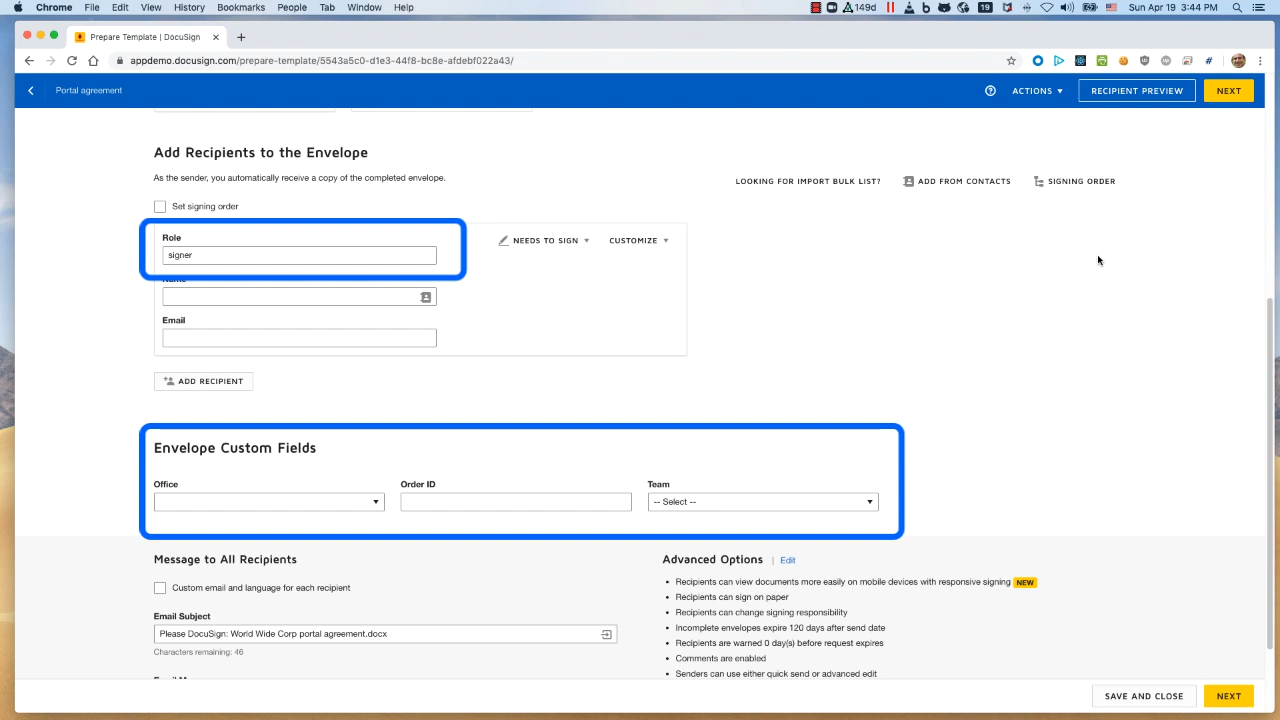 Chrome File Edit View History Bookmarks People Tab Window Help 149d 19 Sun Apr 19 3:44 PM
Prepare Template | DocuSign
appdemo.docusign.com/prepare-template/5543a5c0-d1e3-44f8-bc8e-afdebf022a43/
Portal agreement ACTIONS RECIPIENT PREVIEW NEXT
Add Recipients to the Envelope
As the sender, you automatically receive a copy of the completed envelope.
LOOKING FOR IMPORT BULK LIST? ADD FROM CONTACTS SIGNING ORDER
Set signing order
Role
signer
NEEDS TO SIGN CUSTOMIZE
Name
Email
ADD RECIPIENT
Envelope Custom Fields
Office Order ID Team
-- Select --
Message to All Recipients
Custom email and language for each recipient
Email Subject
Please DocuSign: World Wide Corp portal agreement.docx
Characters remaining: 46
Advanced Options | Edit
Recipients can view documents more easily on mobile devices with responsive signing NEW
Recipients can sign on paper
Recipients can change signing responsibility
Incomplete envelopes expire 120 days after send date
Recipients are warned 0 day(s) before request expires
Comments are enabled
Senders can use either quick send or advanced edit
SAVE AND CLOSE NEXT